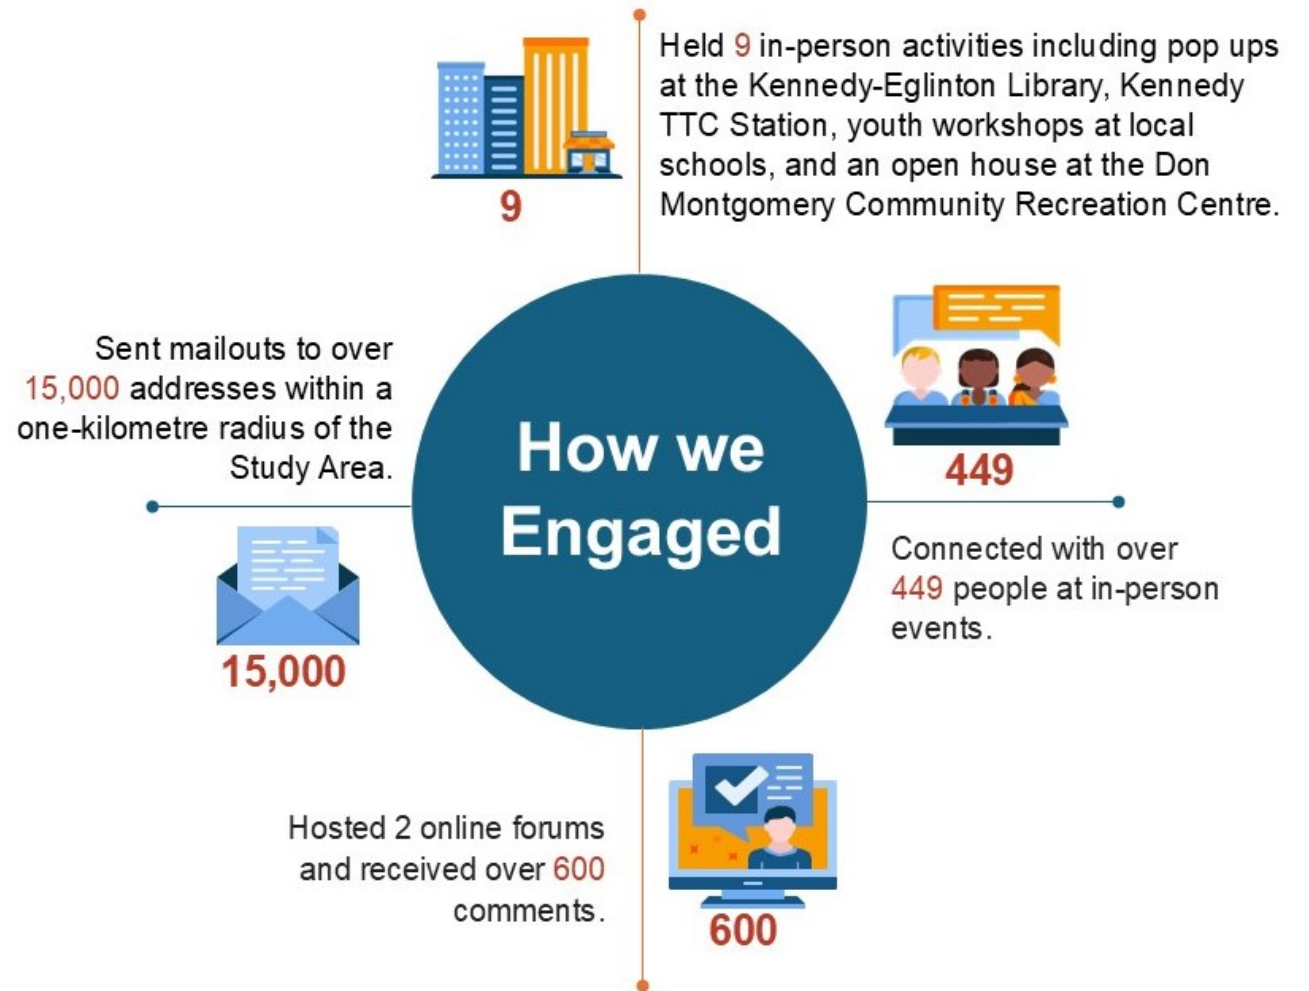 Held 9 in-person activities including pop ups
at the Kennedy-Eglinton Library, Kennedy
TTC Station, youth workshops at local
schools, and an open house at the Don
Montgomery Community Recreation Centre.
9
Sent mailouts to over
15,000 addresses within a
one-kilometre radius of the
Study Area.
15,000
How we
Engaged
449
Connected with over
449 people at in-person
events.
Hosted 2 online forums
and received over 600
comments.
600